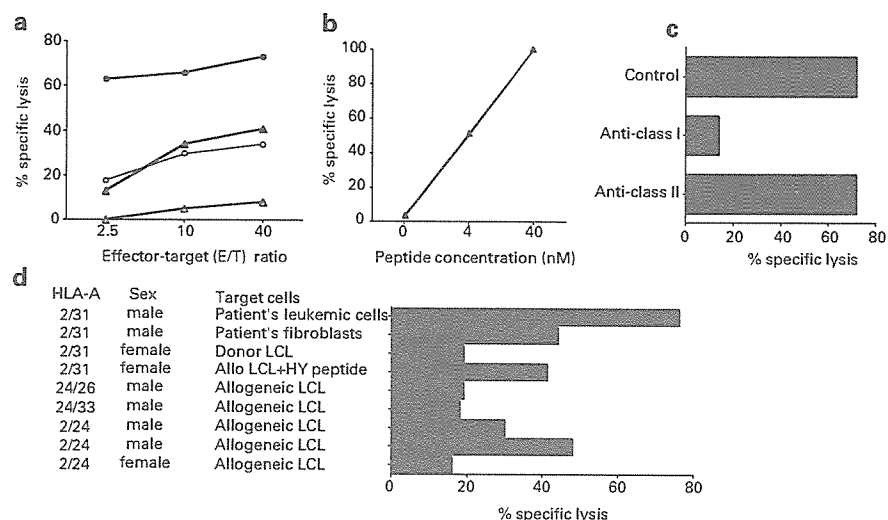 a
80
60
40
20
0
% specific lysis
2.5 10 40
Effector-target (E/T) ratio
b
100
80
60
40
20
0
% specific lysis
0 4 40
Peptide concentration (nM)
c
Control
Anti-class I
Anti-class II
0 20 40 60 80
% specific lysis
d
HLA-A Sex Target cells
2/31 male Patient's leukemic cells
2/31 male Patient's fibroblasts
2/31 female Donor LCL
2/31 female Allo LCL+HY peptide
24/26 male Allogeneic LCL
24/33 male Allogeneic LCL
2/24 male Allogeneic LCL
2/24 male Allogeneic LCL
2/24 female Allogeneic LCL
0 20 40 60 80
% specific lysis